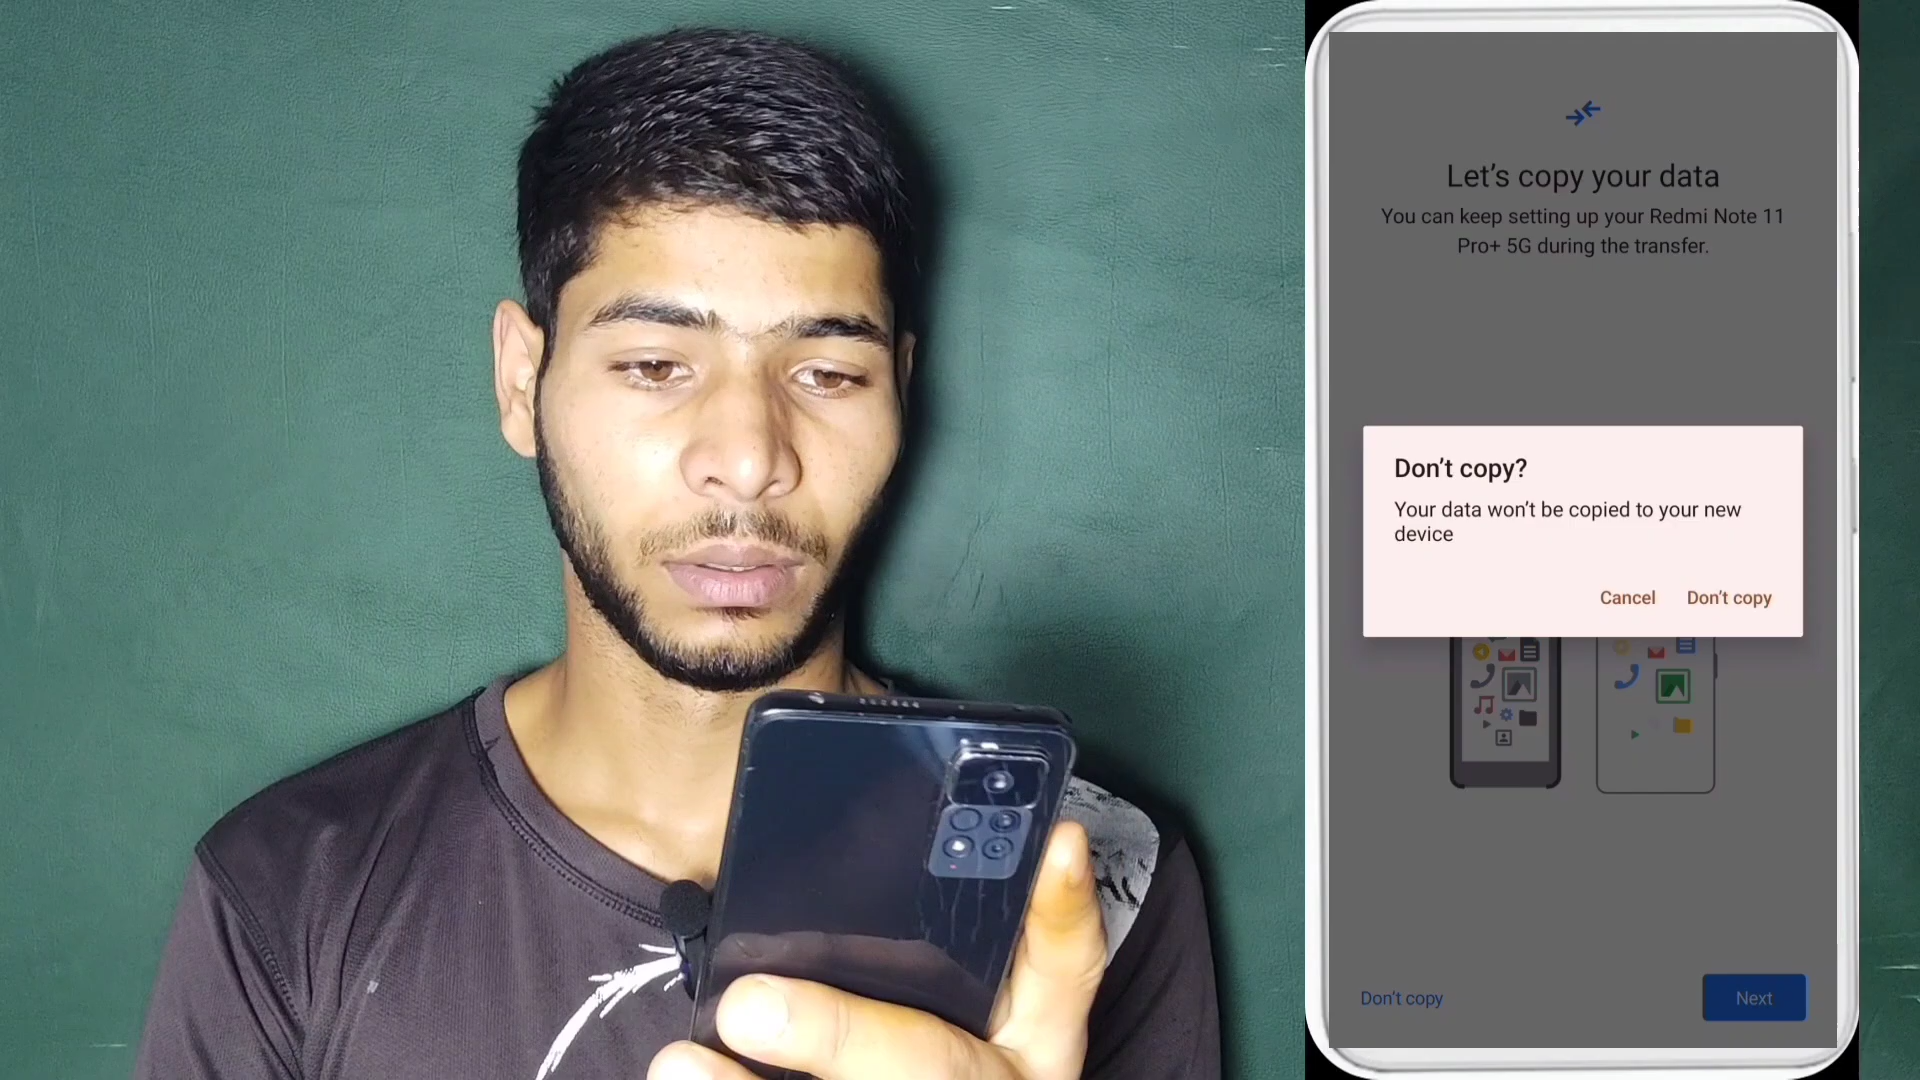 Let's copy your data
You can keep setting up your Redmi Note 11
Pro+ 5G during the transfer.
Don't copy?
Your data won't be copied to your new
device
Cancel Don't copy
Don't copy Next